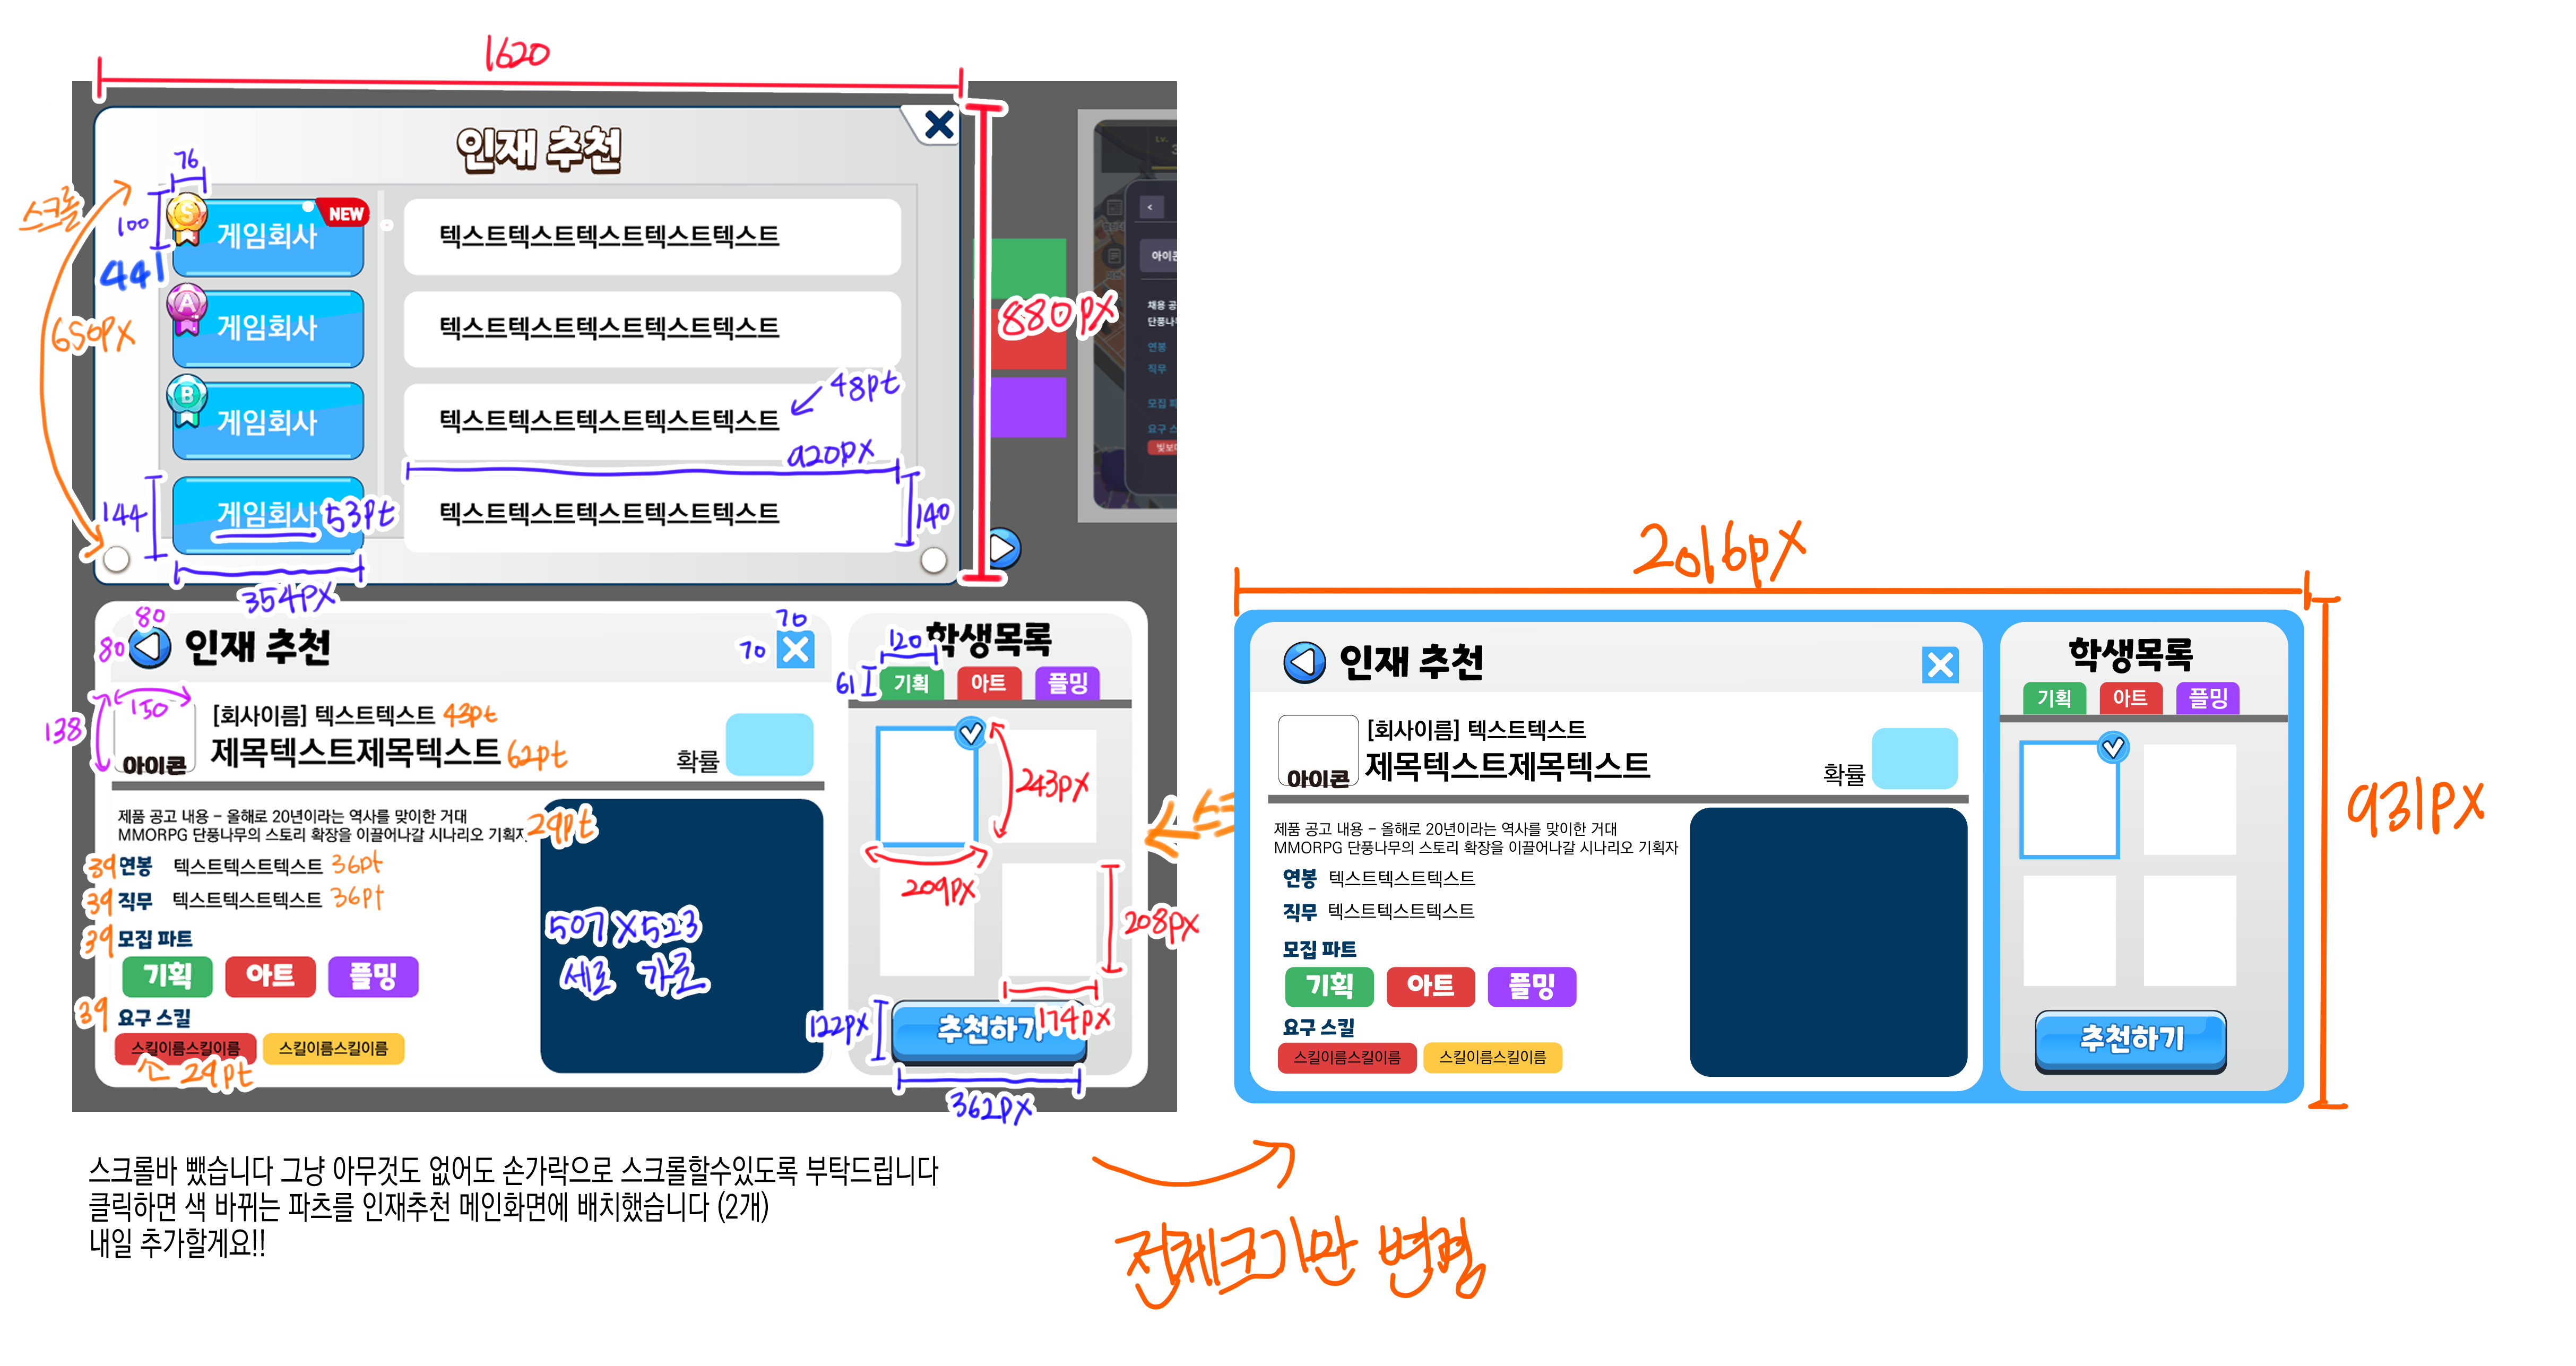 1620
인재 추천
76
스크롤
100
S
게임회사
NEW
텍스트텍스트텍스트텍스트텍스트
44
A
게임회사
텍스트텍스트텍스트텍스트텍스트
880px
650px
B
게임회사
텍스트텍스트텍스트텍스트텍스트
48pt
920px
144
게임회사
53pt
텍스트텍스트텍스트텍스트텍스트
140
354px
Lv.
3
<
채용 공
단풍나
연봉
직무
요구 스
80
80
인재 추천
70
70
학생목록
120
61
기획
아트
플밍
138
150
아이콘
[회사이름] 텍스트텍스트 43pt
제목텍스트제목텍스트 62pt
확률
243px
209px
208px
174px
제품 공고 내용 - 올해로 20년이라는 역사를 맞이한 거대
MMORPG 단풍나무의 스토리 확장을 이끌어나갈 시나리오 기획자
29pt
39 연봉 텍스트텍스트텍스트 36pt
39 직무 텍스트텍스트텍스트 36pt
39 모집 파트
기획
아트
플밍
39 요구 스킬
스킬이름스킬이름
스킬이름스킬이름
29pt
507 X 523
세로 가로
추천하기
122px
362px
2016px
931px
인재 추천
아이콘
[회사이름] 텍스트텍스트
제목텍스트제목텍스트
확률
제품 공고 내용 - 올해로 20년이라는 역사를 맞이한 거대
MMORPG 단풍나무의 스토리 확장을 이끌어나갈 시나리오 기획자
연봉 텍스트텍스트텍스트
직무 텍스트텍스트텍스트
모집 파트
기획
아트
플밍
요구 스킬
스킬이름스킬이름
스킬이름스킬이름
학생목록
기획
아트
플밍
추천하기
스크롤바 뺐습니다 그냥 아무것도 없어도 손가락으로 스크롤할수있도록 부탁드립니다
클릭하면 색 바뀌는 파츠를 인재추천 메인화면에 배치했습니다 (2개)
내일 추가할게요!!
전체크기만 변형